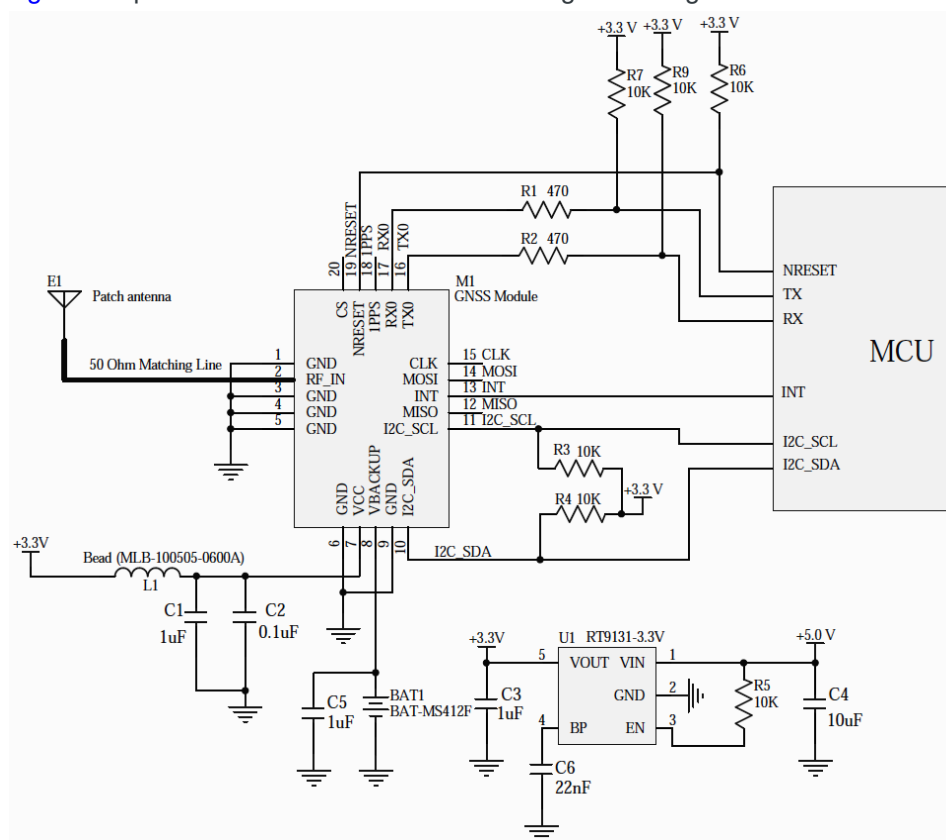 +3.3 V
+3.3 V
+3.3 V
R7
10K
R9
10K
R6
10K
R1 470
R2 470
MCU
NRESET
TX
RX
INT
I2C_SCL
I2C_SDA
20
19 NRESET
18 1PPS
17 RX0
16 TX0
M1
GNSS Module
CS
NRESET
1PPS
RX0
TX0
E1
Patch antenna
50 Ohm Matching Line
1
2
3
4
5
GND
RF_IN
GND
GND
GND
CLK
MOSI
INT
MISO
I2C_SCL
15 CLK
14 MOSI
13 INT
12 MISO
11 I2C_SCL
GND
VCC
VBACKUP
GND
I2C_SDA
6
7
8
9
10
I2C_SDA
R3 10K
R4 10K
+3.3 V
+3.3V
Bead (MLB-100505-0600A)
L1
C1
1uF
C2
0.1uF
C5
1uF
BAT1
BAT-MS412F
+3.3V
U1 RT9131-3.3V
+5.0 V
5
VOUT VIN
1
GND
2
4
BP
EN
3
C3
1uF
R5
10K
C4
10uF
C6
22nF